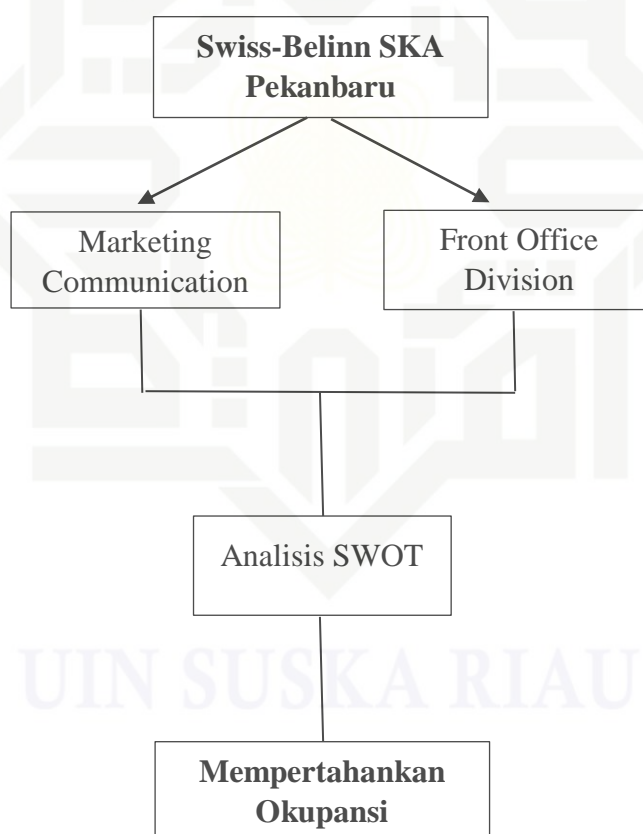 Swiss-Belinn SKA
Pekanbaru
Marketing
Communication
Front Office
Division
Analisis SWOT
UIN SUSKA RIAU
Mempertahankan
Okupansi